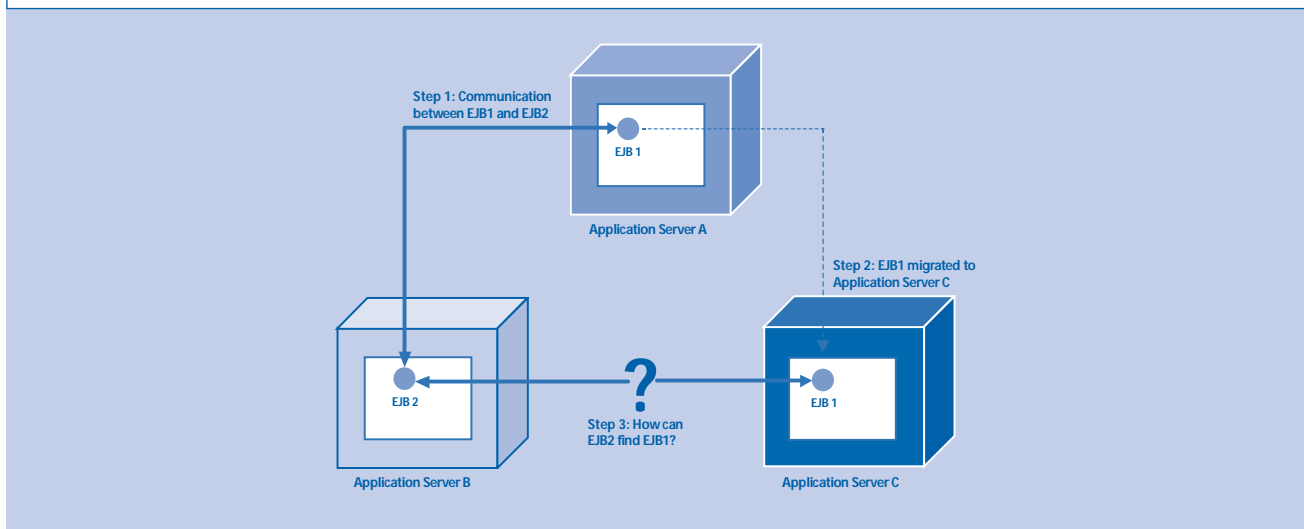 Step 1: Communication
between EJB1 and EJB2
EJB 1
Application Server A
Step 2: EJB1 migrated to
Application Server C
EJB 2
?
EJB 1
Step 3: How can
EJB2 find EJB1?
Application Server B
Application Server C